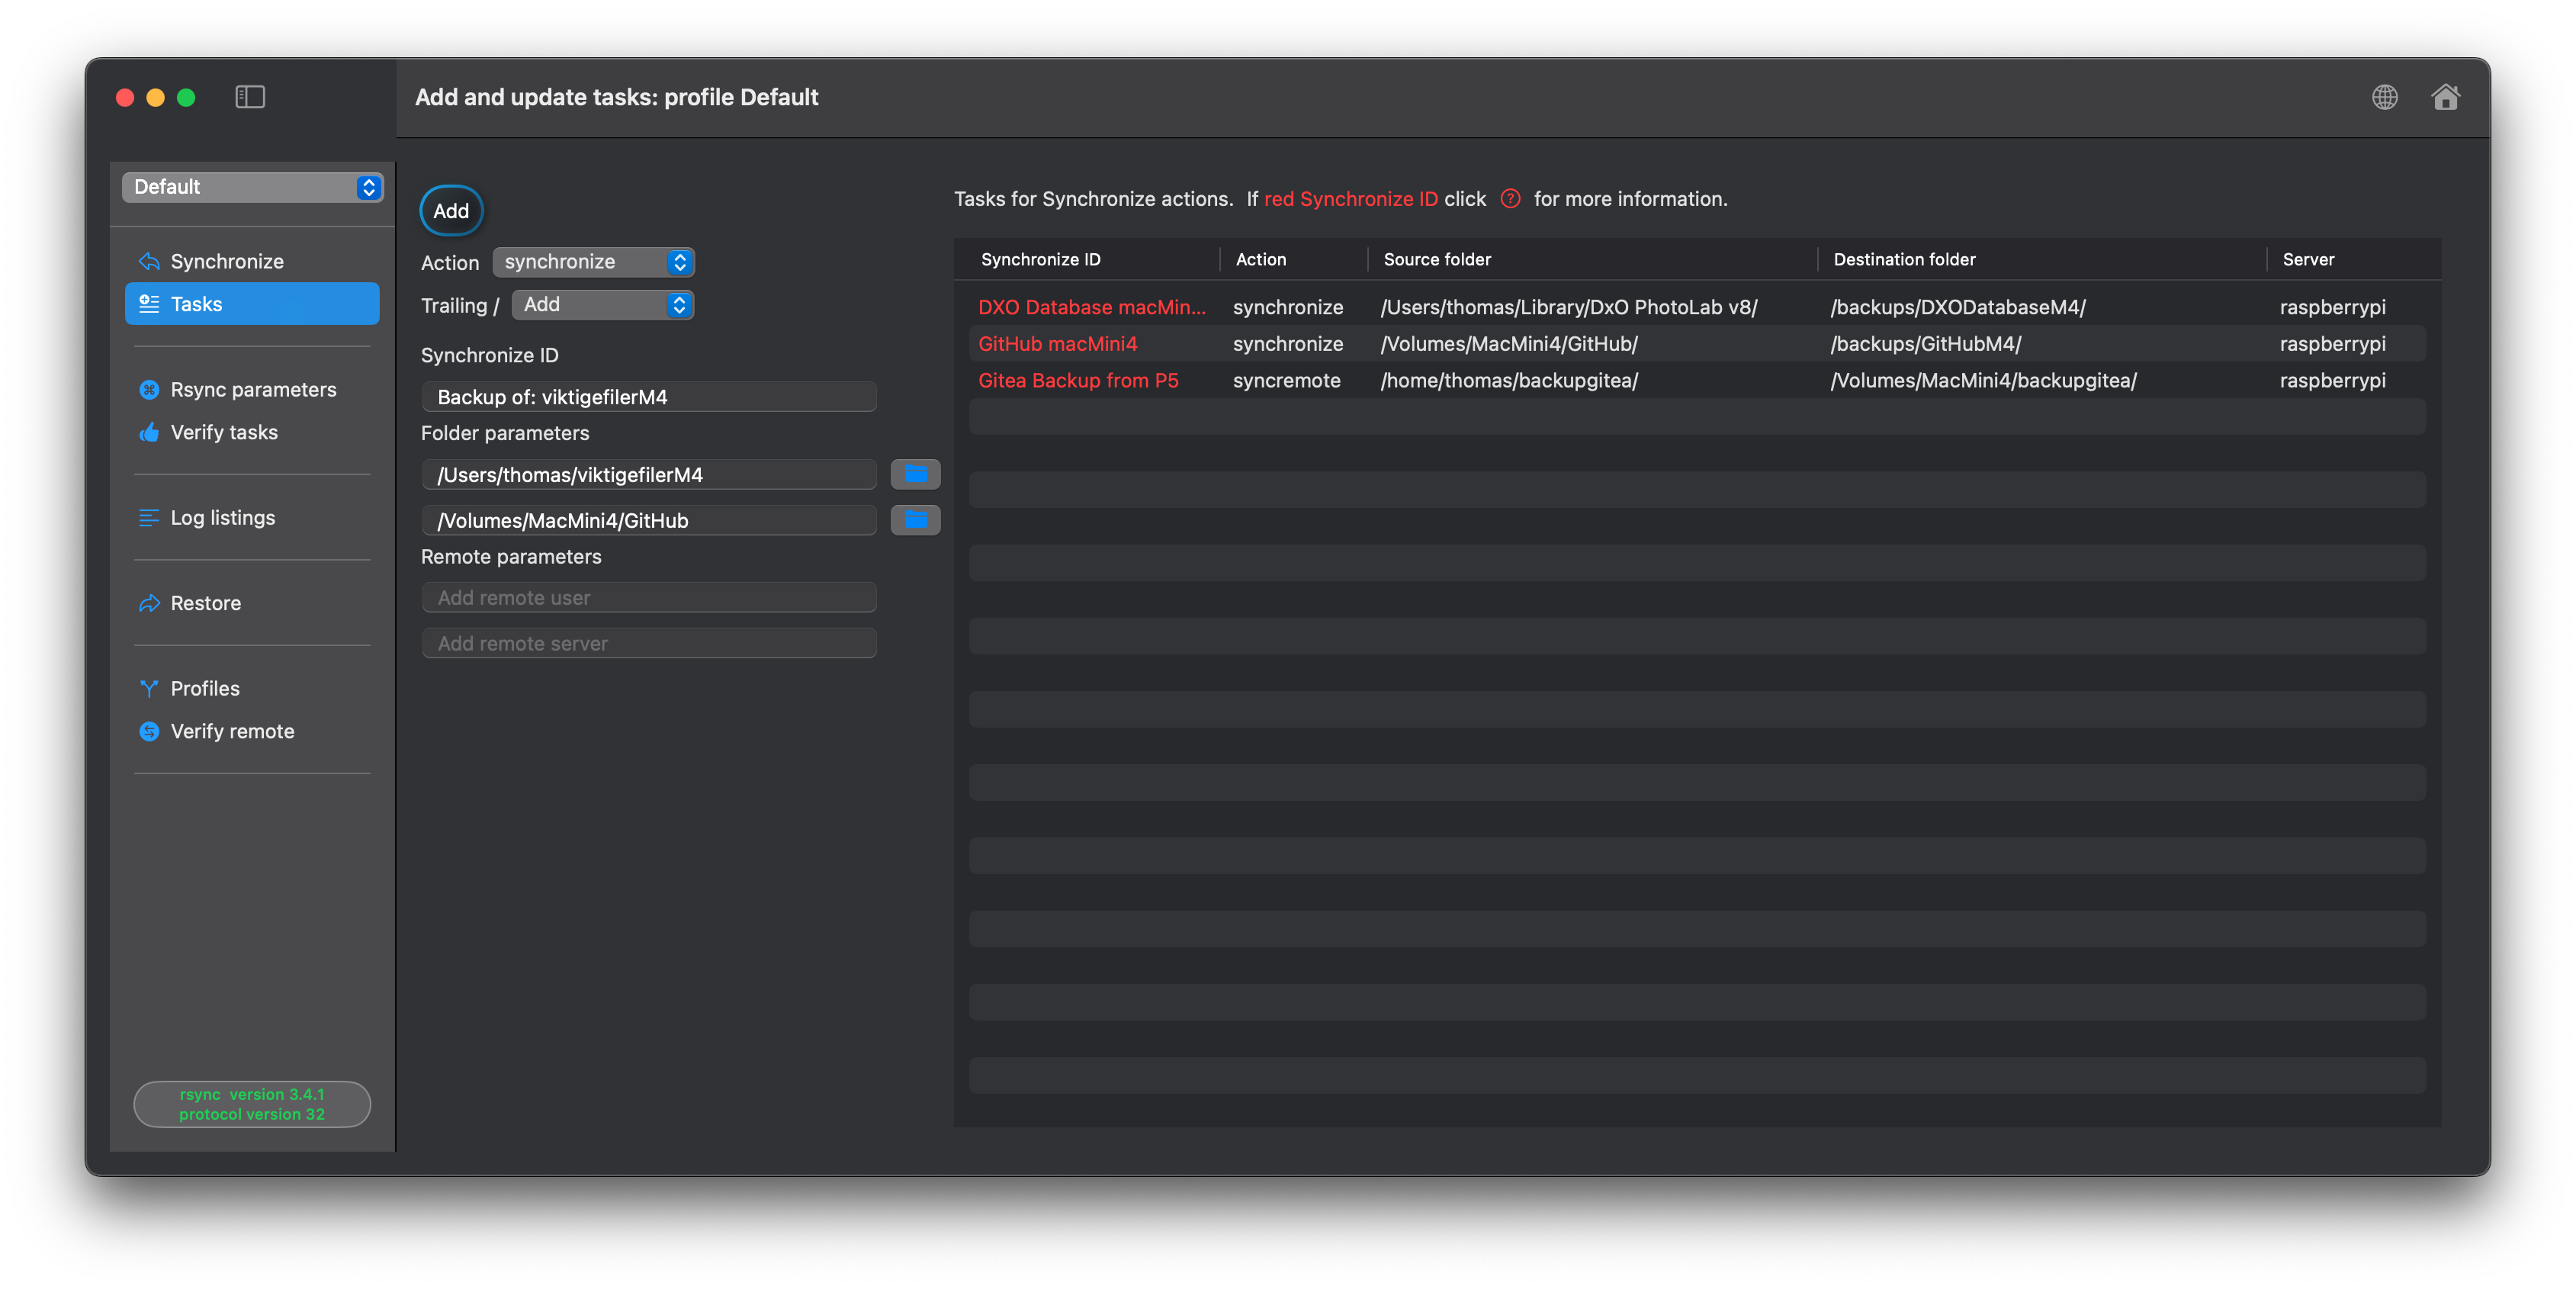 Add and update tasks: profile Default
Default
Synchronize
Tasks
Rsync parameters
Verify tasks
Log listings
Restore
Profiles
Verify remote
rsync version 3.4.1
protocol version 32
Add
Action synchronize
Trailing / Add
Synchronize ID
Backup of: viktigefilerM4
Folder parameters
/Users/thomas/viktigefilerM4
/Volumes/MacMini4/GitHub
Remote parameters
Add remote user
Add remote server
Tasks for Synchronize actions. If red Synchronize ID click ? for more information.
Synchronize ID Action Source folder Destination folder Server
DXO Database macMin... synchronize /Users/thomas/Library/DxO PhotoLab v8/ /backups/DXODatabaseM4/ raspberrypi
GitHub macMini4 synchronize /Volumes/MacMini4/GitHub/ /backups/GitHubM4/ raspberrypi
Gitea Backup from P5 syncremote /home/thomas/backupgitea/ /Volumes/MacMini4/backupgitea/ raspberrypi